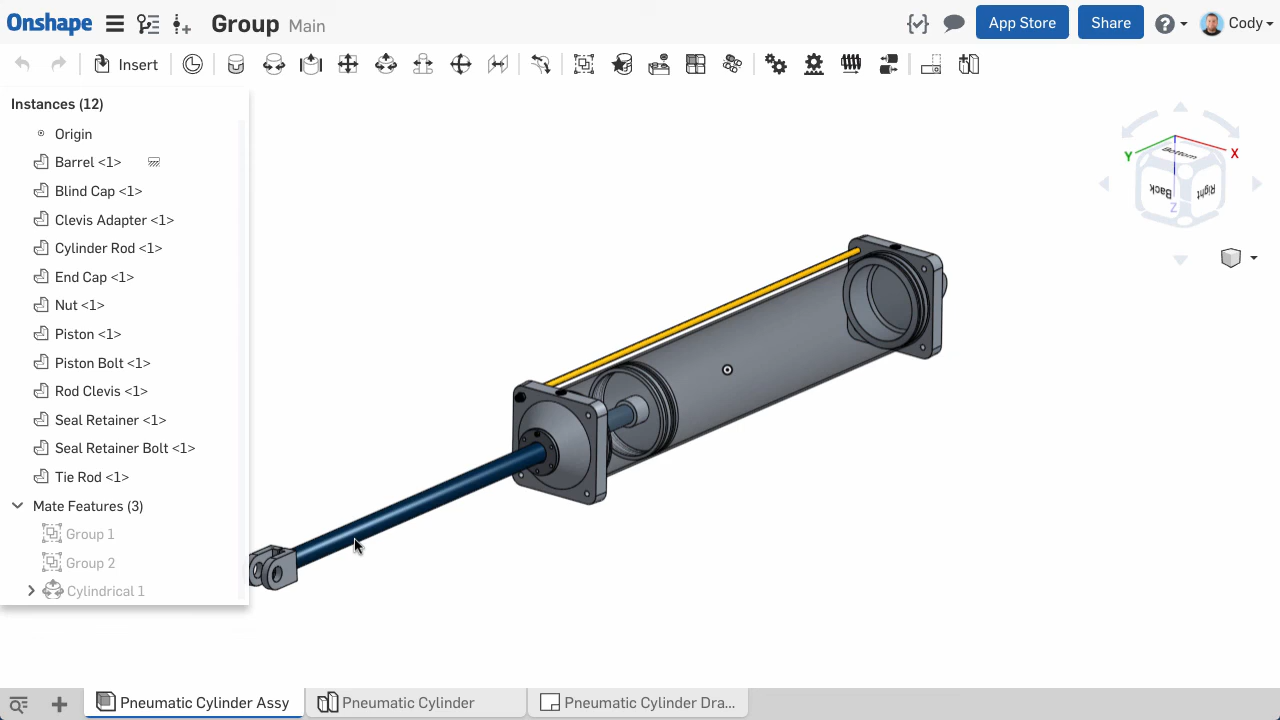 Onshape Group Main App Store Share Cody
Insert
Instances (12)
Origin
Barrel <1>
Blind Cap <1>
Clevis Adapter <1>
Cylinder Rod <1>
End Cap <1>
Nut <1>
Piston <1>
Piston Bolt <1>
Rod Clevis <1>
Seal Retainer <1>
Seal Retainer Bolt <1>
Tie Rod <1>
Mate Features (3)
Group 1
Group 2
Cylindrical 1
Bottom
Y
X
Back
Right
Z
Pneumatic Cylinder Assy Pneumatic Cylinder Pneumatic Cylinder Dra...